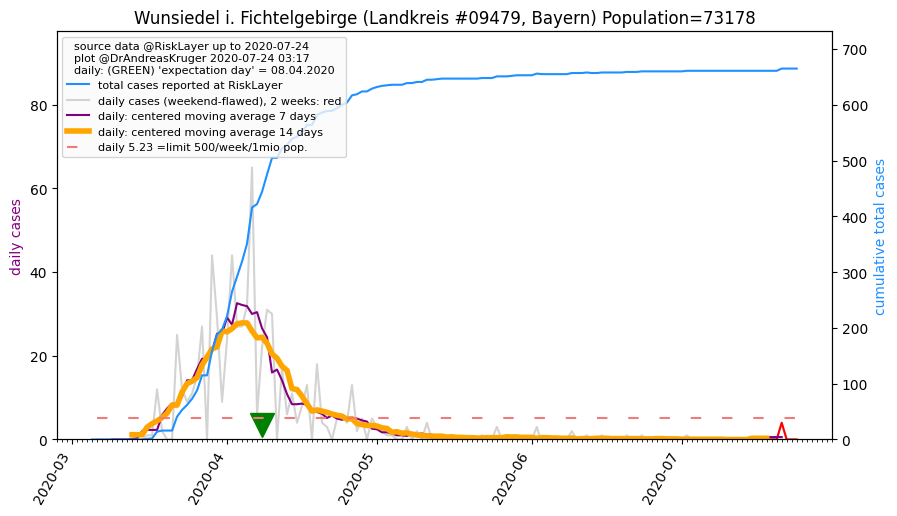 Wunsiedel i. Fichtelgebirge (Landkreis #09479, Bayern) Population=73178
source data @RiskLayer up to 2020-07-24
plot @DrAndreasKruger 2020-07-24 03:17
daily: (GREEN) 'expectation day' = 08.04.2020
total cases reported at RiskLayer
daily cases (weekend-flawed), 2 weeks: red
daily: centered moving average 7 days
daily: centered moving average 14 days
daily 5.23 =limit 500/week/1mio pop.
daily cases
80
60
40
20
0
700
600
500
400
300
200
100
0
cumulative total cases
2020-03
2020-04
2020-05
2020-06
2020-07